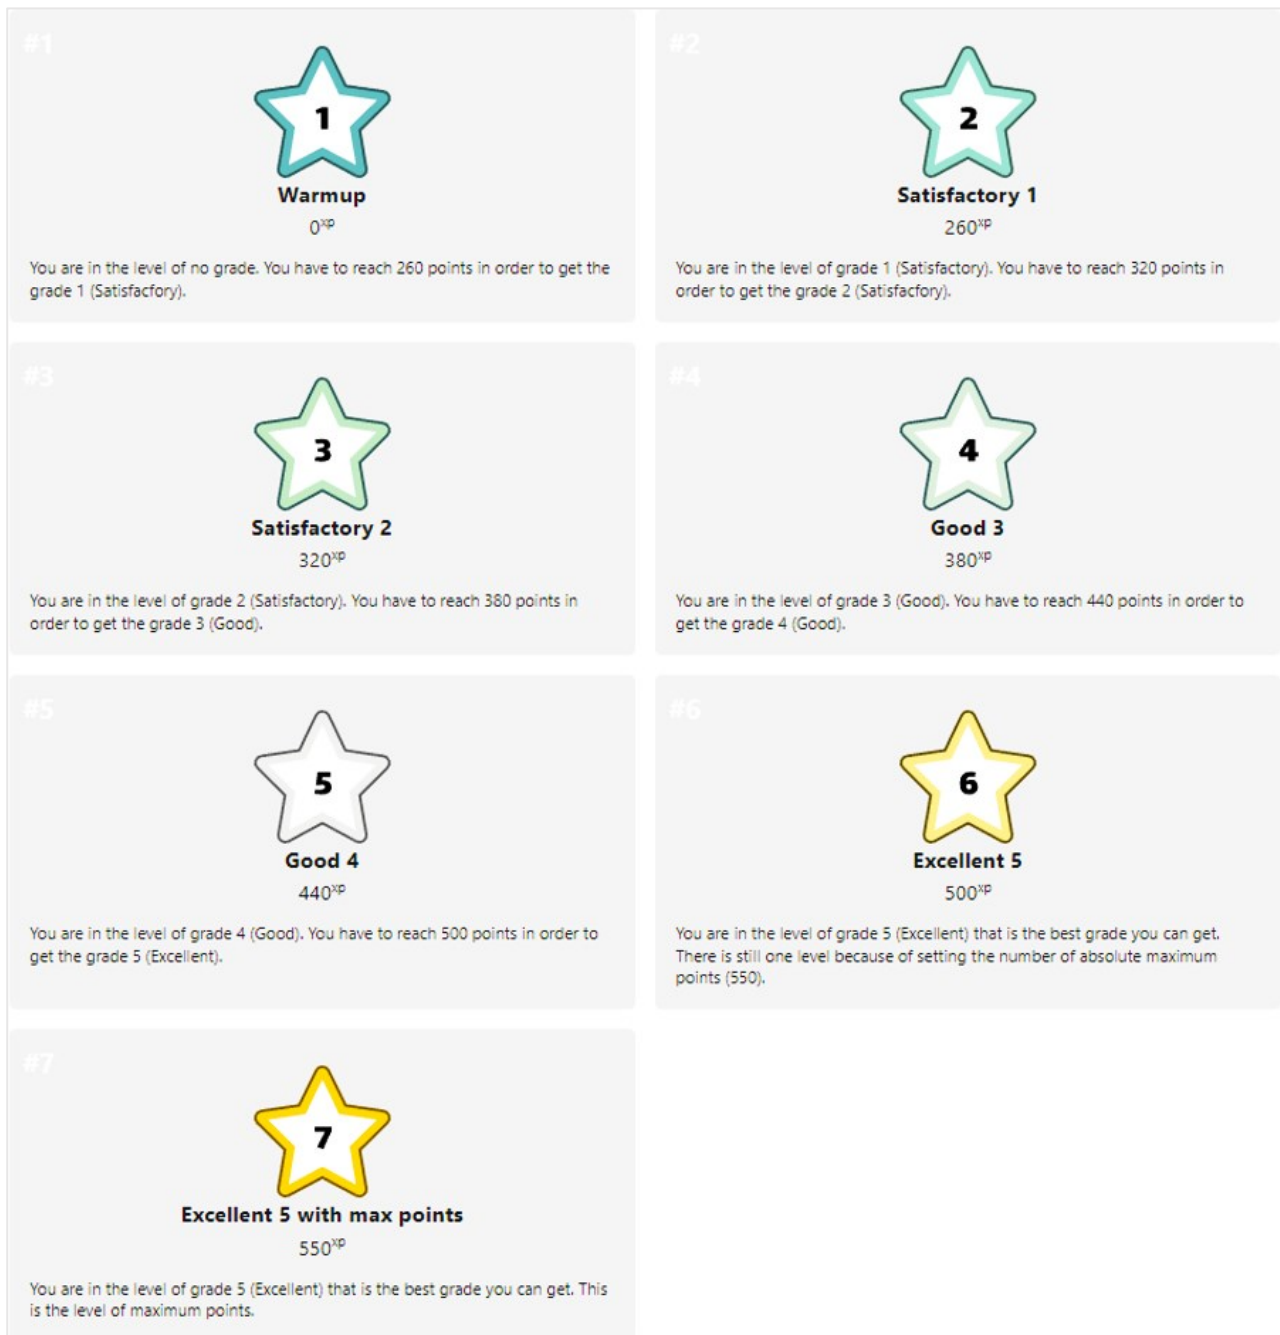 #1
1
Warmup
0xp
You are in the level of no grade. You have to reach 260 points in order to get the
grade 1 (Satisfacfory).
#2
2
Satisfactory 1
260xp
You are in the level of grade 1 (Satisfactory). You have to reach 320 points in
order to get the grade 2 (Satisfacfory).
#3
3
Satisfactory 2
320xp
You are in the level of grade 2 (Satisfactory). You have to reach 380 points in
order to get the grade 3 (Good).
#4
4
Good 3
380xp
You are in the level of grade 3 (Good). You have to reach 440 points in order to
get the grade 4 (Good).
#5
5
Good 4
440xp
You are in the level of grade 4 (Good). You have to reach 500 points in order to
get the grade 5 (Excellent).
#6
6
Excellent 5
500xp
You are in the level of grade 5 (Excellent) that is the best grade you can get.
There is still one level because of setting the number of absolute maximum
points (550).
#7
7
Excellent 5 with max points
550xp
You are in the level of grade 5 (Excellent) that is the best grade you can get. This
is the level of maximum points.